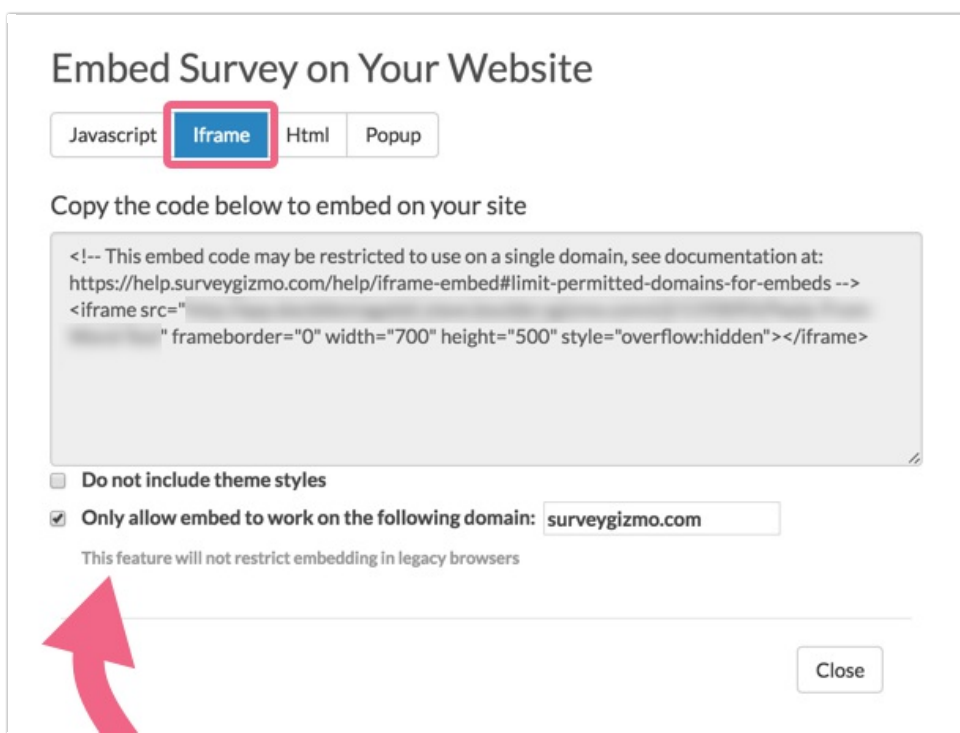 Embed Survey on Your Website
Javascript Iframe Html Popup
Copy the code below to embed on your site
<!-- This embed code may be restricted to use on a single domain, see documentation at:
https://help.surveygizmo.com/help/iframe-embed#limit-permitted-domains-for-embeds -->
<iframe src="
" frameborder="0" width="700" height="500" style="overflow:hidden"></iframe>
Do not include theme styles
Only allow embed to work on the following domain: surveygizmo.com
This feature will not restrict embedding in legacy browsers
Close